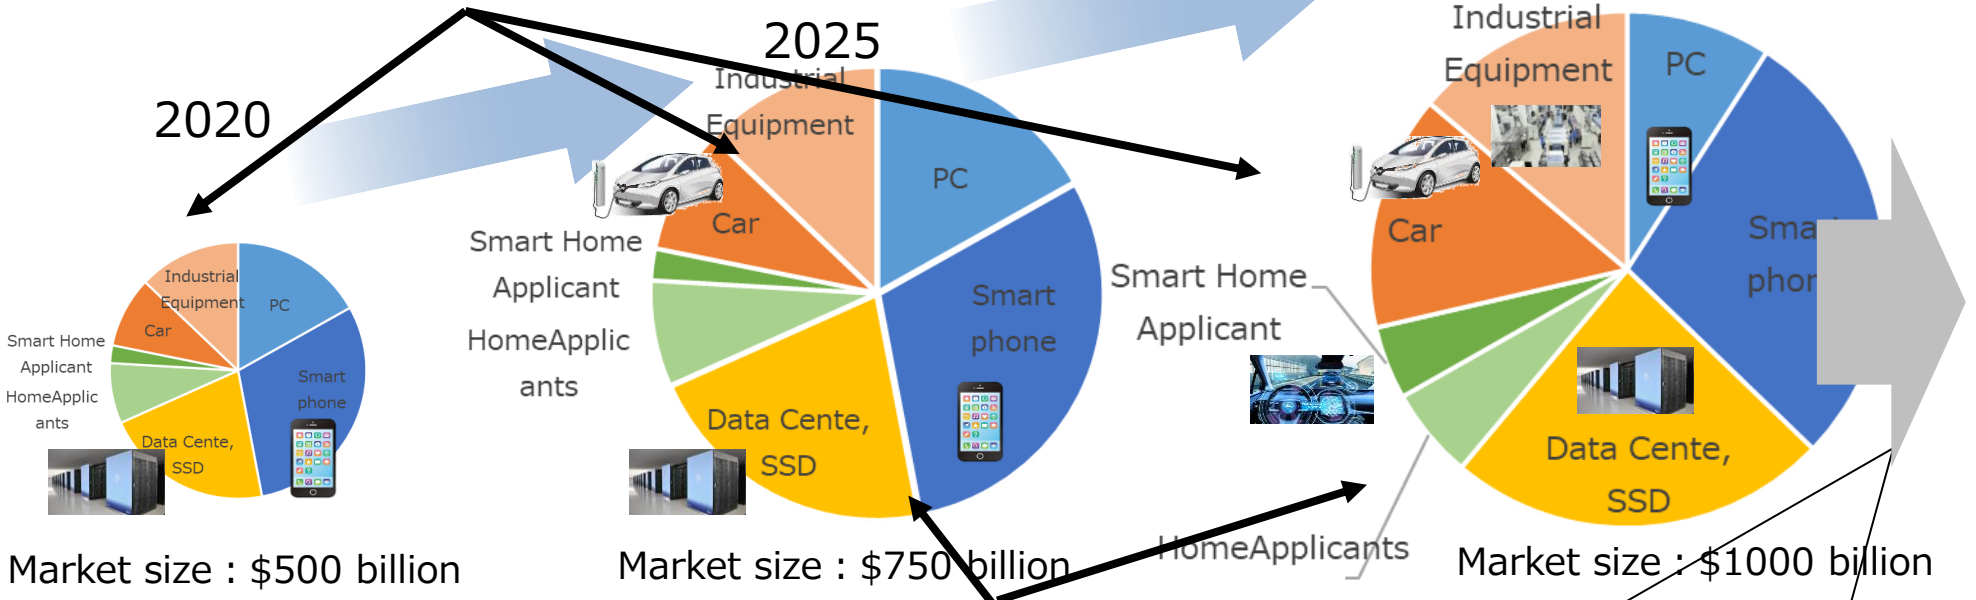 2020
Industrial
Equipment
PC
Car
Smart Home
Applicant
HomeApplic
ants
Smart
phone
Data Cente,
SSD
Market size : $500 billion
2025
Industrial
Equipment
PC
Car
Smart Home
Applicant
HomeApplic
ants
Smart
phone
Data Cente,
SSD
Market size : $750 billion
Industrial
Equipment
PC
Car
Smart Home
Applicant
HomeApplicants
Data Cente,
SSD
Market size : $1000 billion